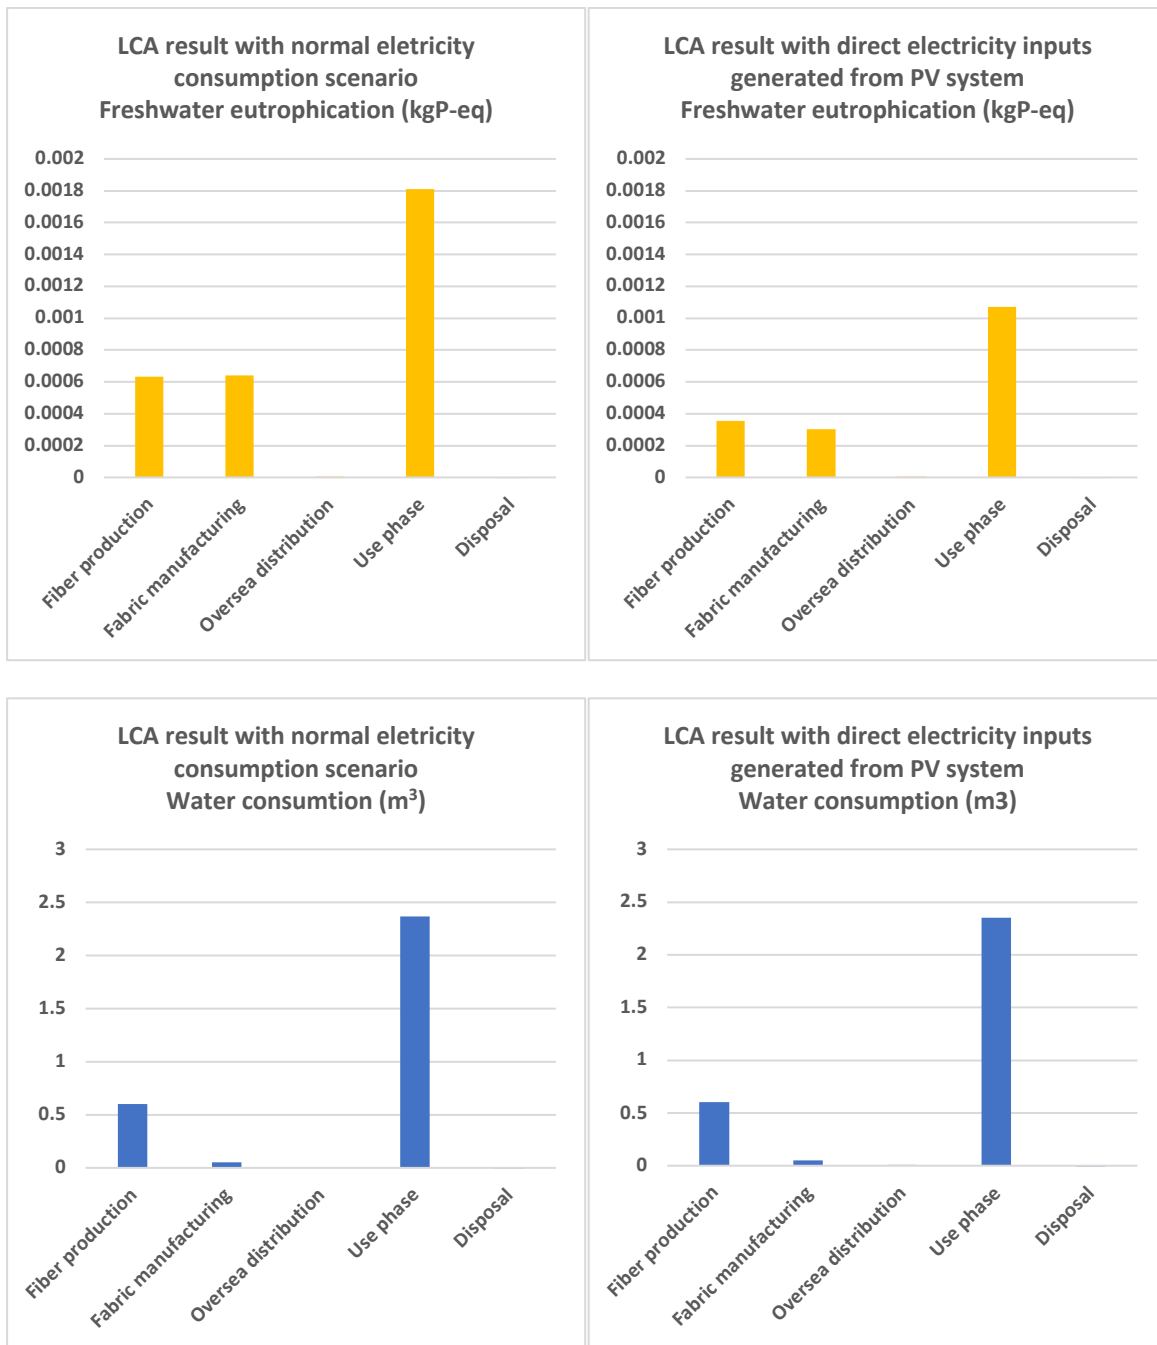 LCA result with normal eletricity
consumption scenario
Freshwater eutrophication (kgP-eq)
0.002
0.0018
0.0016
0.0014
0.0012
0.001
0.0008
0.0006
0.0004
0.0002
0
Fiber production
Fabric manufacturing
Oversea distribution
Use phase
Disposal
LCA result with direct electricity inputs
generated from PV system
Freshwater eutrophication (kgP-eq)
0.002
0.0018
0.0016
0.0014
0.0012
0.001
0.0008
0.0006
0.0004
0.0002
0
Fiber production
Fabric manufacturing
Oversea distribution
Use phase
Disposal
LCA result with normal eletricity
consumption scenario
Water consumtion (m³)
3
2.5
2
1.5
1
0.5
0
Fiber production
Fabric manufacturing
Oversea distribution
Use phase
Disposal
LCA result with direct electricity inputs
generated from PV system
Water consumption (m3)
3
2.5
2
1.5
1
0.5
0
Fiber production
Fabric manufacturing
Oversea distribution
Use phase
Disposal